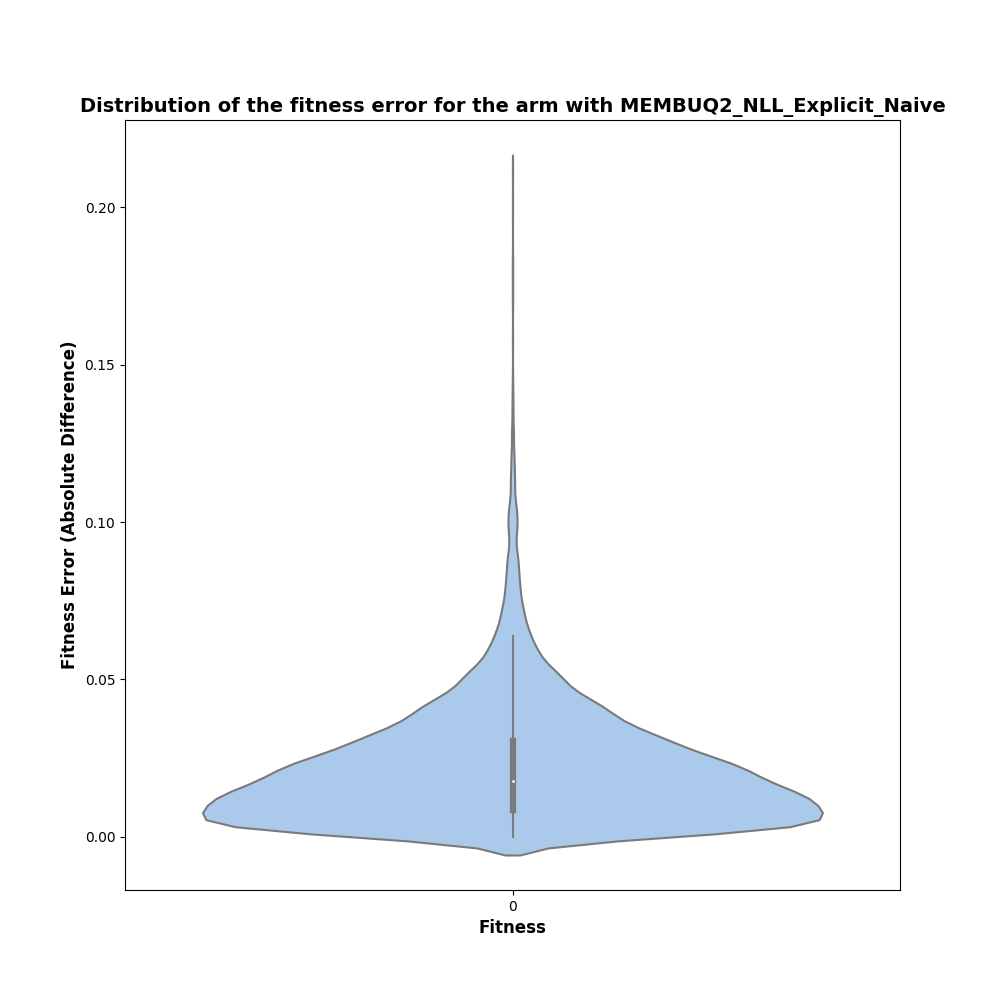 Distribution of the fitness error for the arm with MEMBUQ2_NLL_Explicit_Naive
Fitness Error (Absolute Difference)
0.20
0.15
0.10
0.05
0.00
0
Fitness